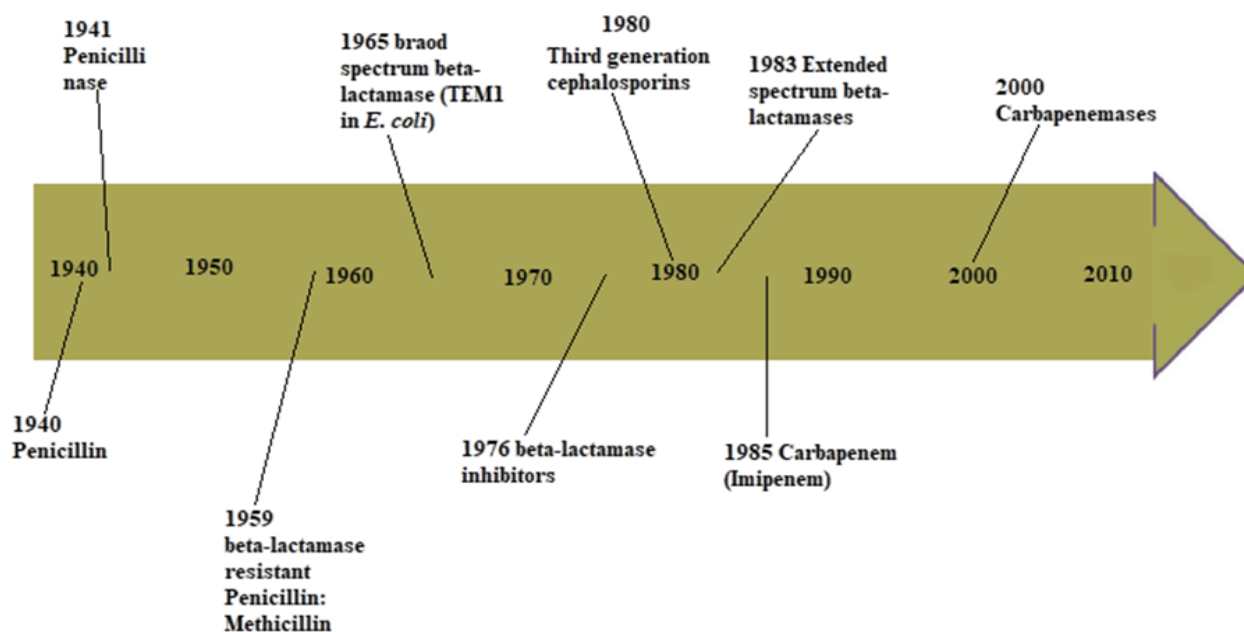 1941
Penicilli
nase
1965 braod
spectrum beta-
lactamase (TEM1
in E. coli)
1980
Third generation
cephalosporins
1983 Extended
spectrum beta-
lactamases
2000
Carbapenemases
1940
1950
1960
1970
1980
1990
2000
2010
1940
Penicillin
1959
beta-lactamase
resistant
Penicillin:
Methicillin
1976 beta-lactamase
inhibitors
1985 Carbapenem
(Imipenem)